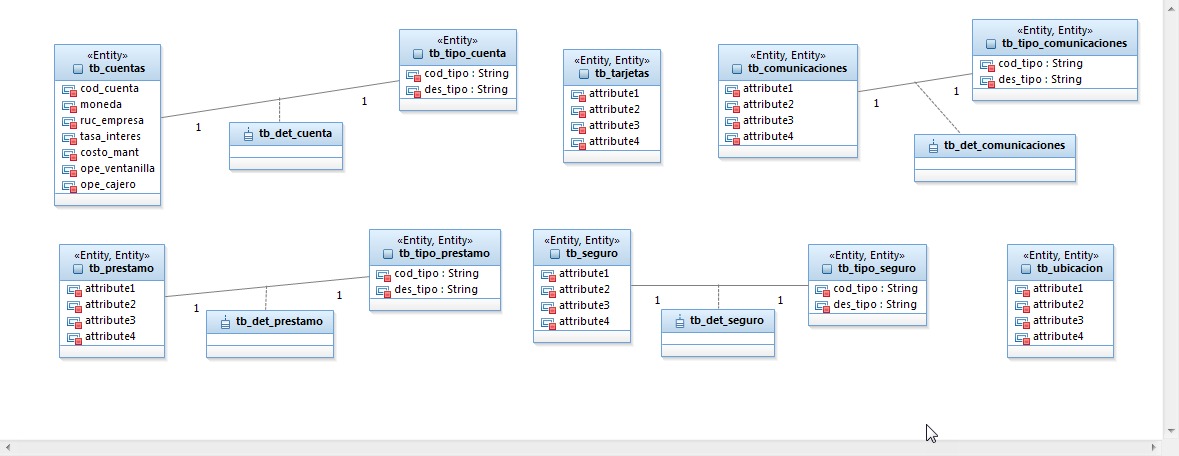 «Entity»
tb_cuentas
cod_cuenta
moneda
ruc_empresa
tasa_interes
costo_mant
ope_ventanilla
ope_cajero
1
1
tb_det_cuenta
«Entity»
tb_tipo_cuenta
cod_tipo : String
des_tipo : String
«Entity, Entity»
tb_tarjetas
attribute1
attribute2
attribute3
attribute4
«Entity, Entity»
tb_comunicaciones
attribute1
attribute2
attribute3
attribute4
1
1
tb_det_comunicaciones
«Entity, Entity»
tb_tipo_comunicaciones
cod_tipo : String
des_tipo : String
«Entity, Entity»
tb_prestamo
attribute1
attribute2
attribute3
attribute4
1
1
tb_det_prestamo
«Entity, Entity»
tb_tipo_prestamo
cod_tipo : String
des_tipo : String
«Entity, Entity»
tb_seguro
attribute1
attribute2
attribute3
attribute4
1
1
tb_det_seguro
«Entity, Entity»
tb_tipo_seguro
cod_tipo : String
des_tipo : String
«Entity, Entity»
tb_ubicacion
attribute1
attribute2
attribute3
attribute4